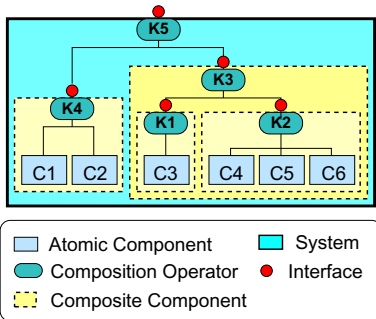 K5
K3
K4
K1 K2
C1 C2 C3 C4 C5 C6
Atomic Component System
Composition Operator Interface
Composite Component